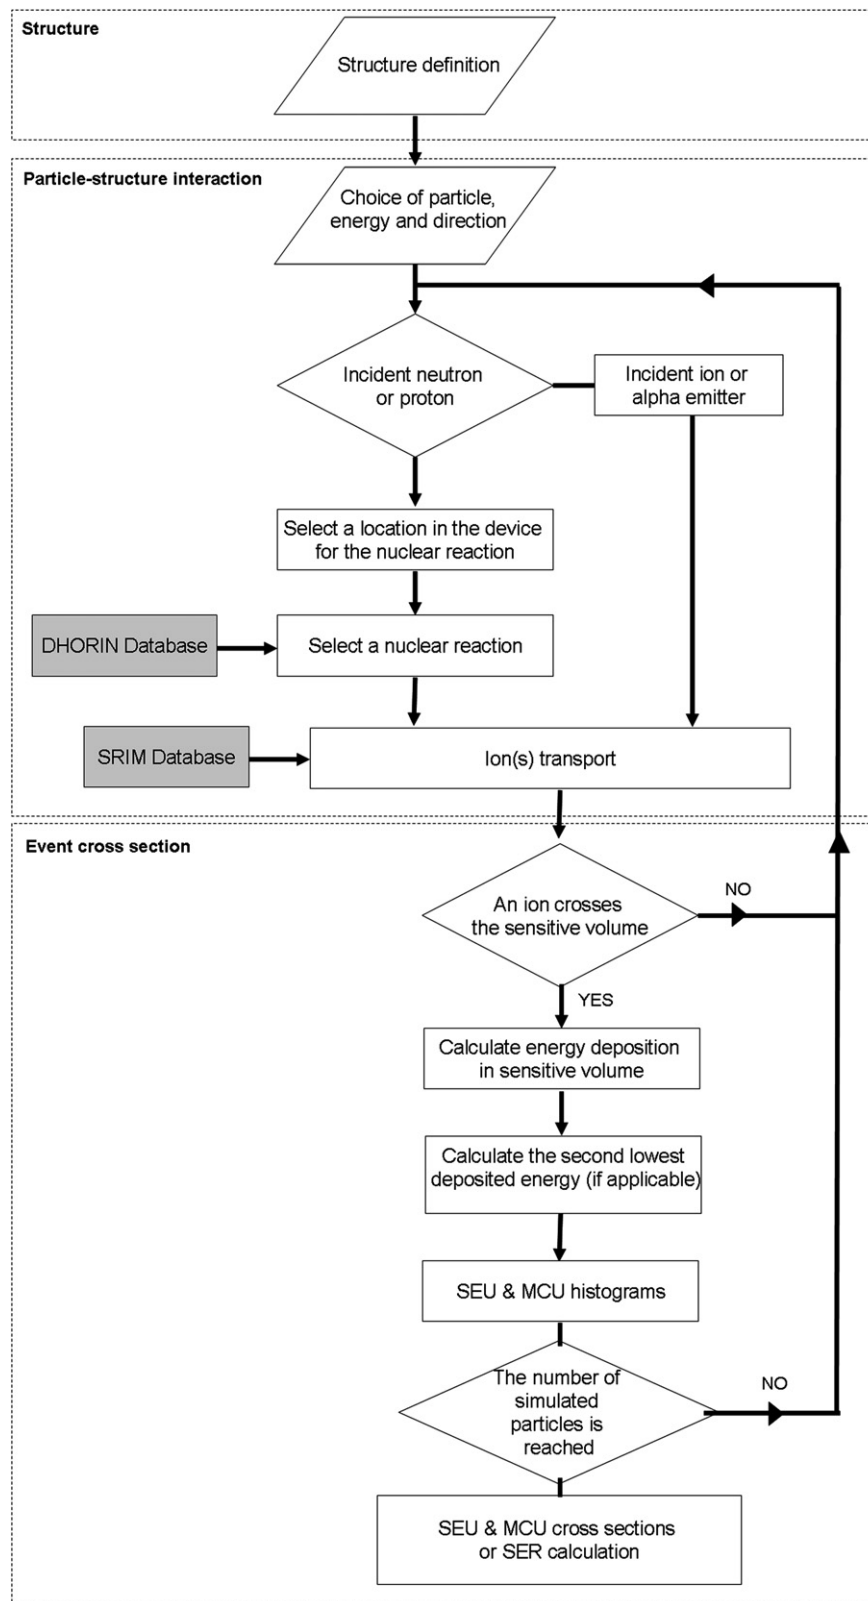 Structure
Structure definition
Particle-structure interaction
Choice of particle,
energy and direction
Incident neutron
or proton
Incident ion or
alpha emitter
Select a location in the device
for the nuclear reaction
DHORIN Database
Select a nuclear reaction
SRIM Database
Ion(s) transport
Event cross section
An ion crosses
the sensitive volume
NO
YES
Calculate energy deposition
in sensitive volume
Calculate the second lowest
deposited energy (if applicable)
SEU & MCU histograms
The number of
simulated
particles is
reached
NO
SEU & MCU cross sections
or SER calculation